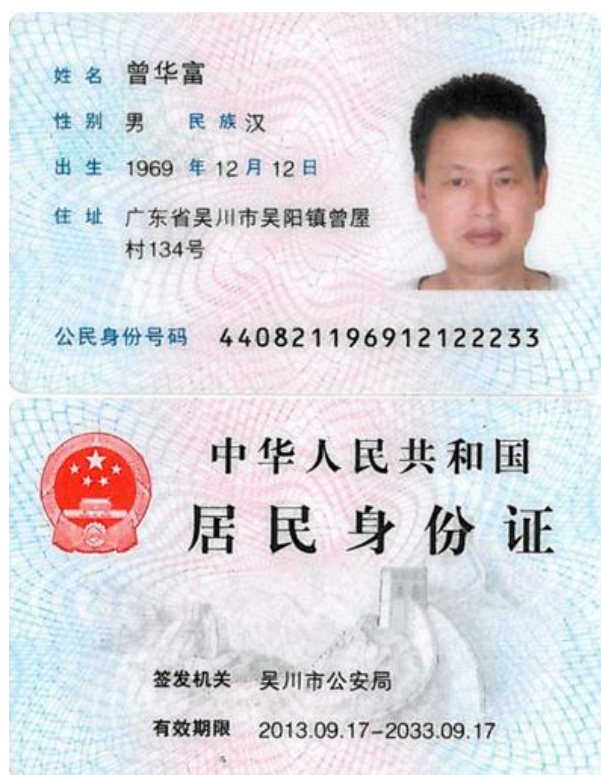 姓名 曾华富
性别 男 民族 汉
出生 1969 年 12 月 12 日
住址 广东省吴川市吴阳镇曾屋
村134号
公民身份号码 440821196912122233
中华人民共和国
居民身份证
签发机关 吴川市公安局
有效期限 2013.09.17-2033.09.17